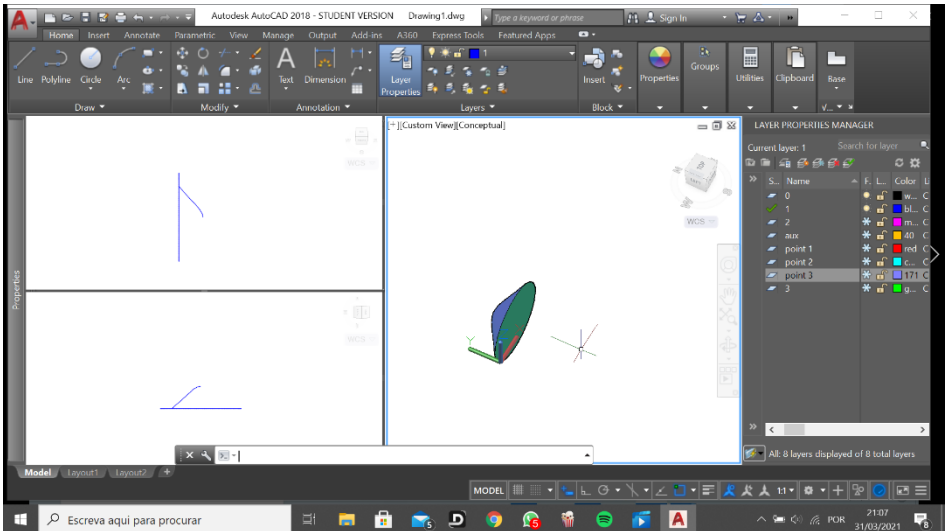 Autodesk AutoCAD 2018 - STUDENT VERSION Drawing1.dwg Type a keyword or phrase Sign In
Home Insert Annotate Parametric View Manage Output Add-ins A360 Express Tools Featured Apps
1
Line Polyline Circle Arc Text Dimension Layer Properties Insert Properties Groups Utilities Clipboard Base
Draw Modify Annotation Layers Block
[+][Custom View][Conceptual]
WCS
WCS
WCS
Y
Properties
LAYER PROPERTIES MANAGER
Current layer: 1 Search for layer
S... Name F. L... Color
0 w... C
1 bl... C
2 m... C
aux 40 C
point 1 red C
point 2 c... C
point 3 171 C
3 g... C
All: 8 layers displayed of 8 total layers
Model Layout1 Layout2 +
MODEL 1:1
Escreva aqui para procurar
POR
21:07
31/03/2021